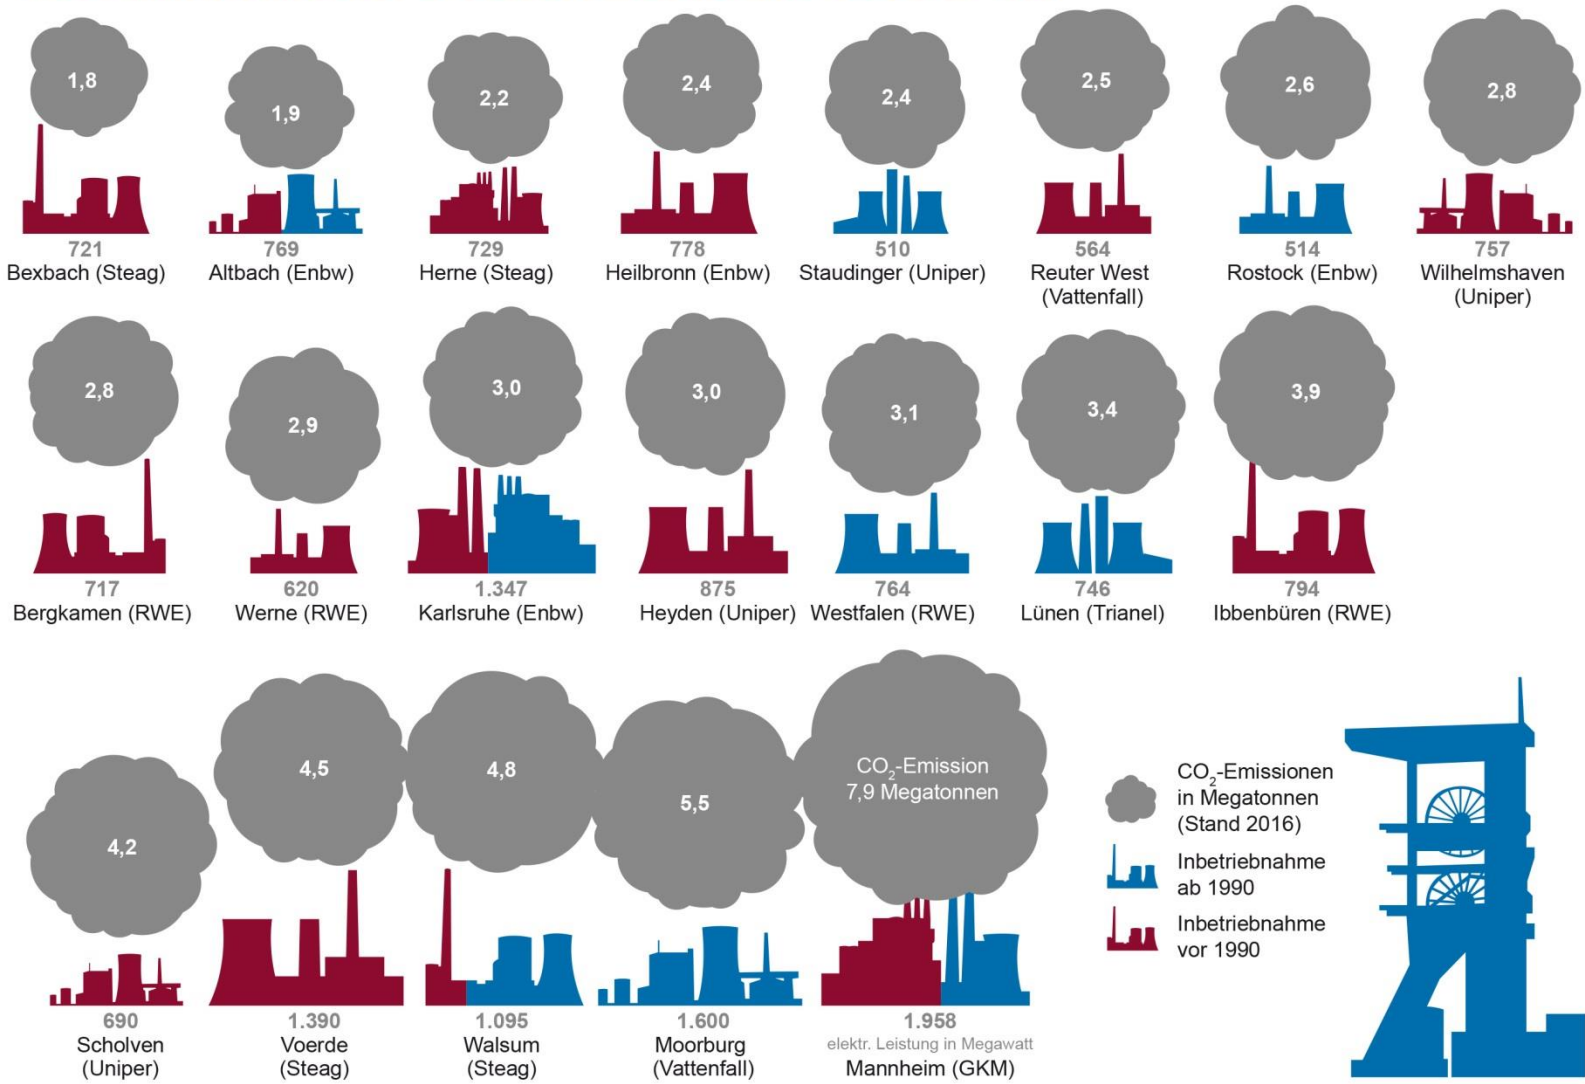 1,8
1,9
2,2
2,4
2,4
2,5
2,6
2,8
721
Bexbach (Steag)
769
Altbach (Enbw)
729
Herne (Steag)
778
Heilbronn (Enbw)
510
Staudinger (Uniper)
564
Reuter West
(Vattenfall)
514
Rostock (Enbw)
757
Wilhelmshaven
(Uniper)
2,8
2,9
3,0
3,0
3,1
3,4
3,9
717
Bergkamen (RWE)
620
Werne (RWE)
1.347
Karlsruhe (Enbw)
875
Heyden (Uniper)
764
Westfalen (RWE)
746
Lünen (Trianel)
794
Ibbenbüren (RWE)
4,2
4,5
4,8
5,5
CO₂-Emission
7,9 Megatonnen
690
Scholven
(Uniper)
1.390
Voerde
(Steag)
1.095
Walsum
(Steag)
1.600
Moorburg
(Vattenfall)
1.958
elektr. Leistung in Megawatt
Mannheim (GKM)
CO₂-Emissionen
in Megatonnen
(Stand 2016)
Inbetriebnahme
ab 1990
Inbetriebnahme
vor 1990